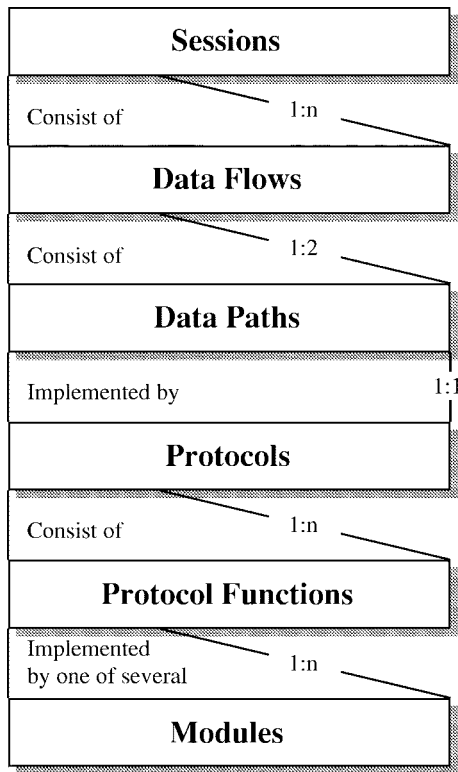 Sessions
Consist of
1:n
Data Flows
Consist of
1:2
Data Paths
Implemented by
1:1
Protocols
Consist of
1:n
Protocol Functions
Implemented
by one of several
1:n
Modules